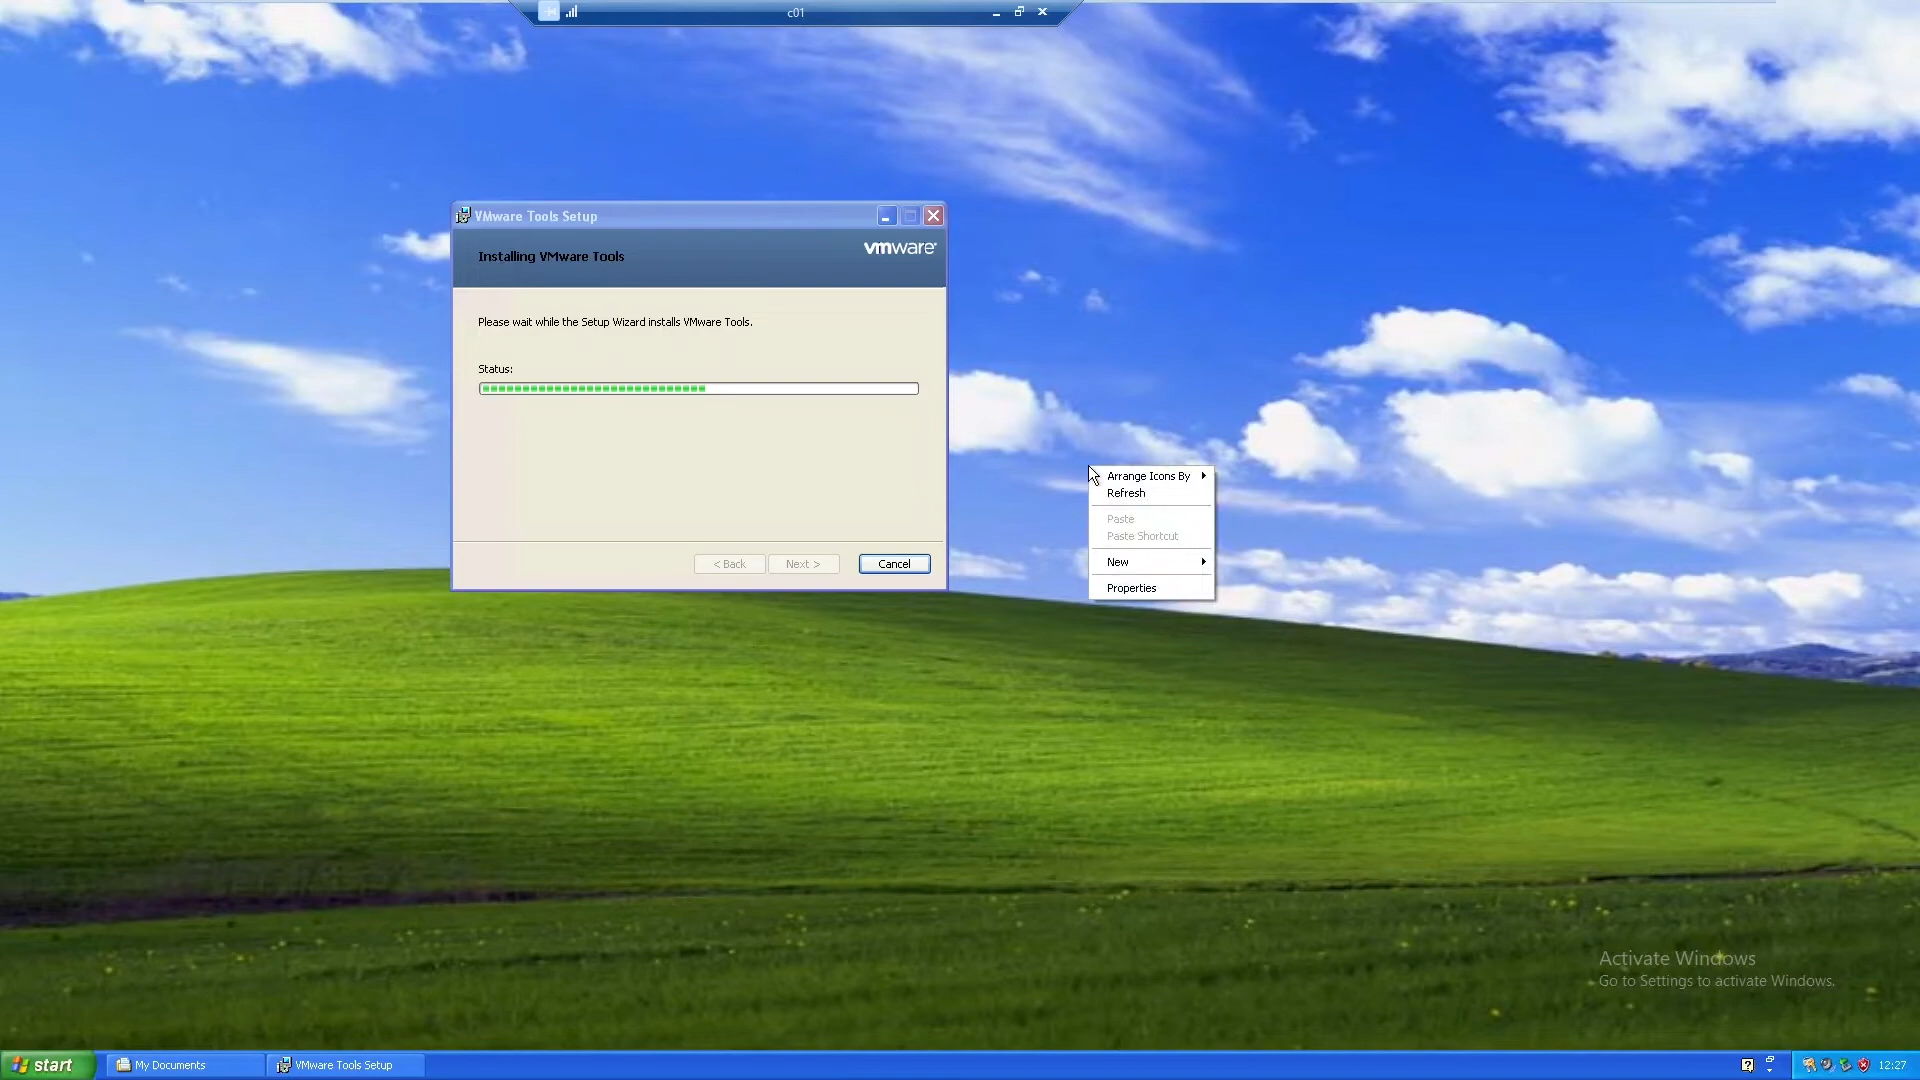 c01
VMware Tools Setup
Installing VMware Tools
vmware
Please wait while the Setup Wizard installs VMware Tools.
Status:
< Back
Next >
Cancel
Arrange Icons By
Refresh
Paste
Paste Shortcut
New
Properties
Activate Windows
Go to Settings to activate Windows.
start
My Documents
VMware Tools Setup
12:27